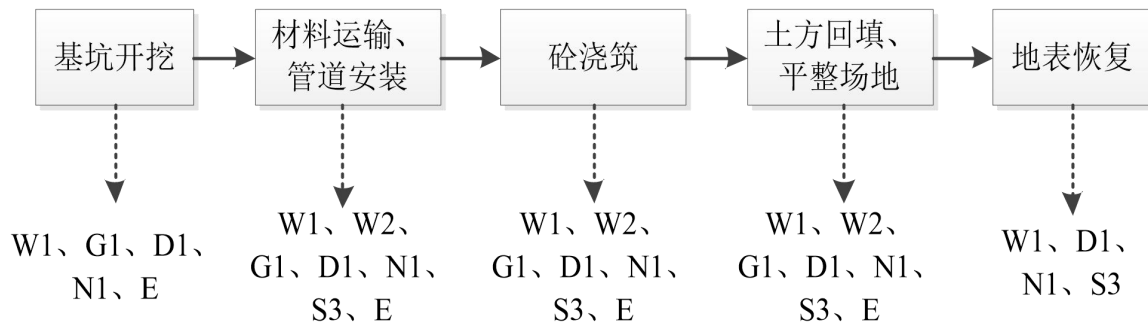 基坑开挖
材料运输、
管道安装
砼浇筑
土方回填、
平整场地
地表恢复
W1、G1、D1、
N1、E
W1、W2、
G1、D1、N1、
S3、E
W1、W2、
G1、D1、N1、
S3、E
W1、W2、
G1、D1、N1、
S3、E
W1、D1、
N1、S3